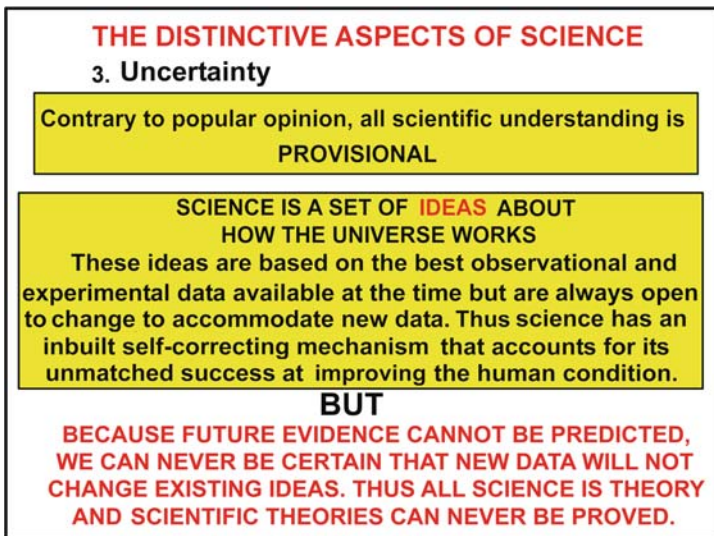 THE DISTINCTIVE ASPECTS OF SCIENCE
3. Uncertainty
Contrary to popular opinion, all scientific understanding is
PROVISIONAL
SCIENCE IS A SET OF IDEAS ABOUT
HOW THE UNIVERSE WORKS
These ideas are based on the best observational and
experimental data available at the time but are always open
to change to accommodate new data. Thus science has an
inbuilt self-correcting mechanism that accounts for its
unmatched success at improving the human condition.
BUT
BECAUSE FUTURE EVIDENCE CANNOT BE PREDICTED,
WE CAN NEVER BE CERTAIN THAT NEW DATA WILL NOT
CHANGE EXISTING IDEAS. THUS ALL SCIENCE IS THEORY
AND SCIENTIFIC THEORIES CAN NEVER BE PROVED.